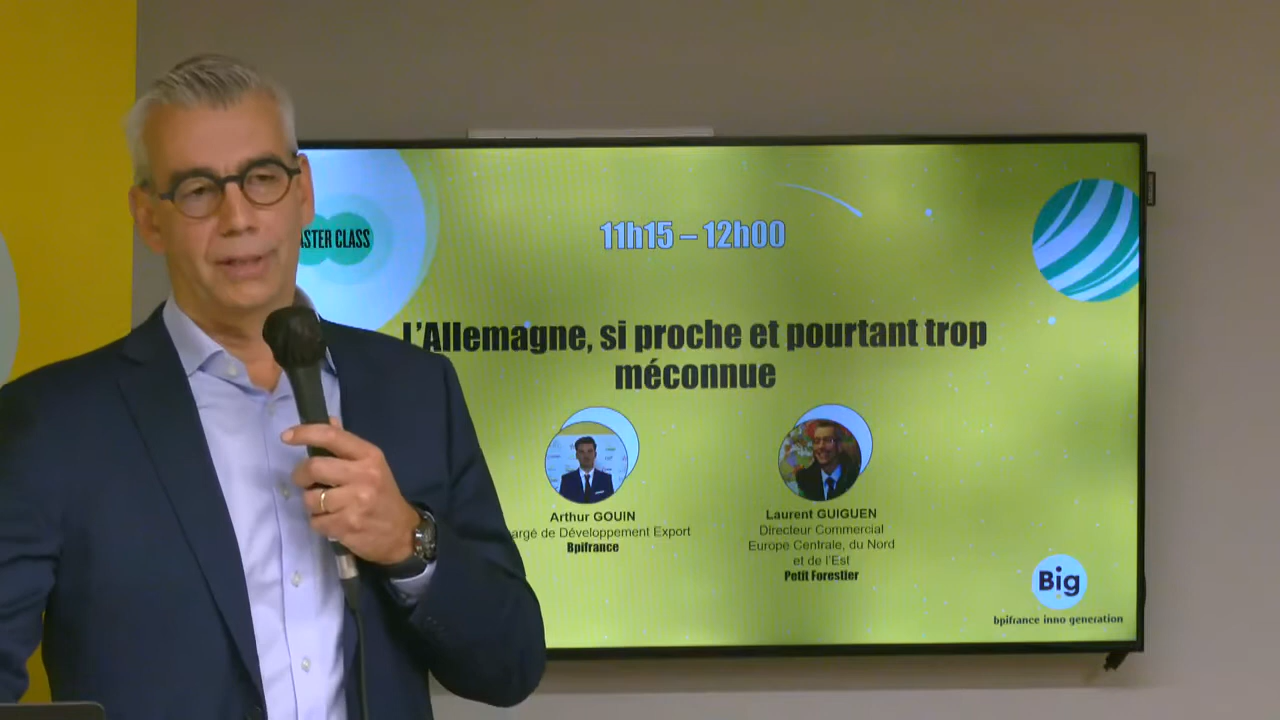 ASTER CLASS
11h15 – 12h00
L'Allemagne, si proche et pourtant trop
méconnue
Arthur GOUIN
argé de Développement Export
Bpifrance
Laurent GUIGUEN
Directeur Commercial
Europe Centrale, du Nord
et de l'Est
Petit Forestier
Big
bpifrance inno generation